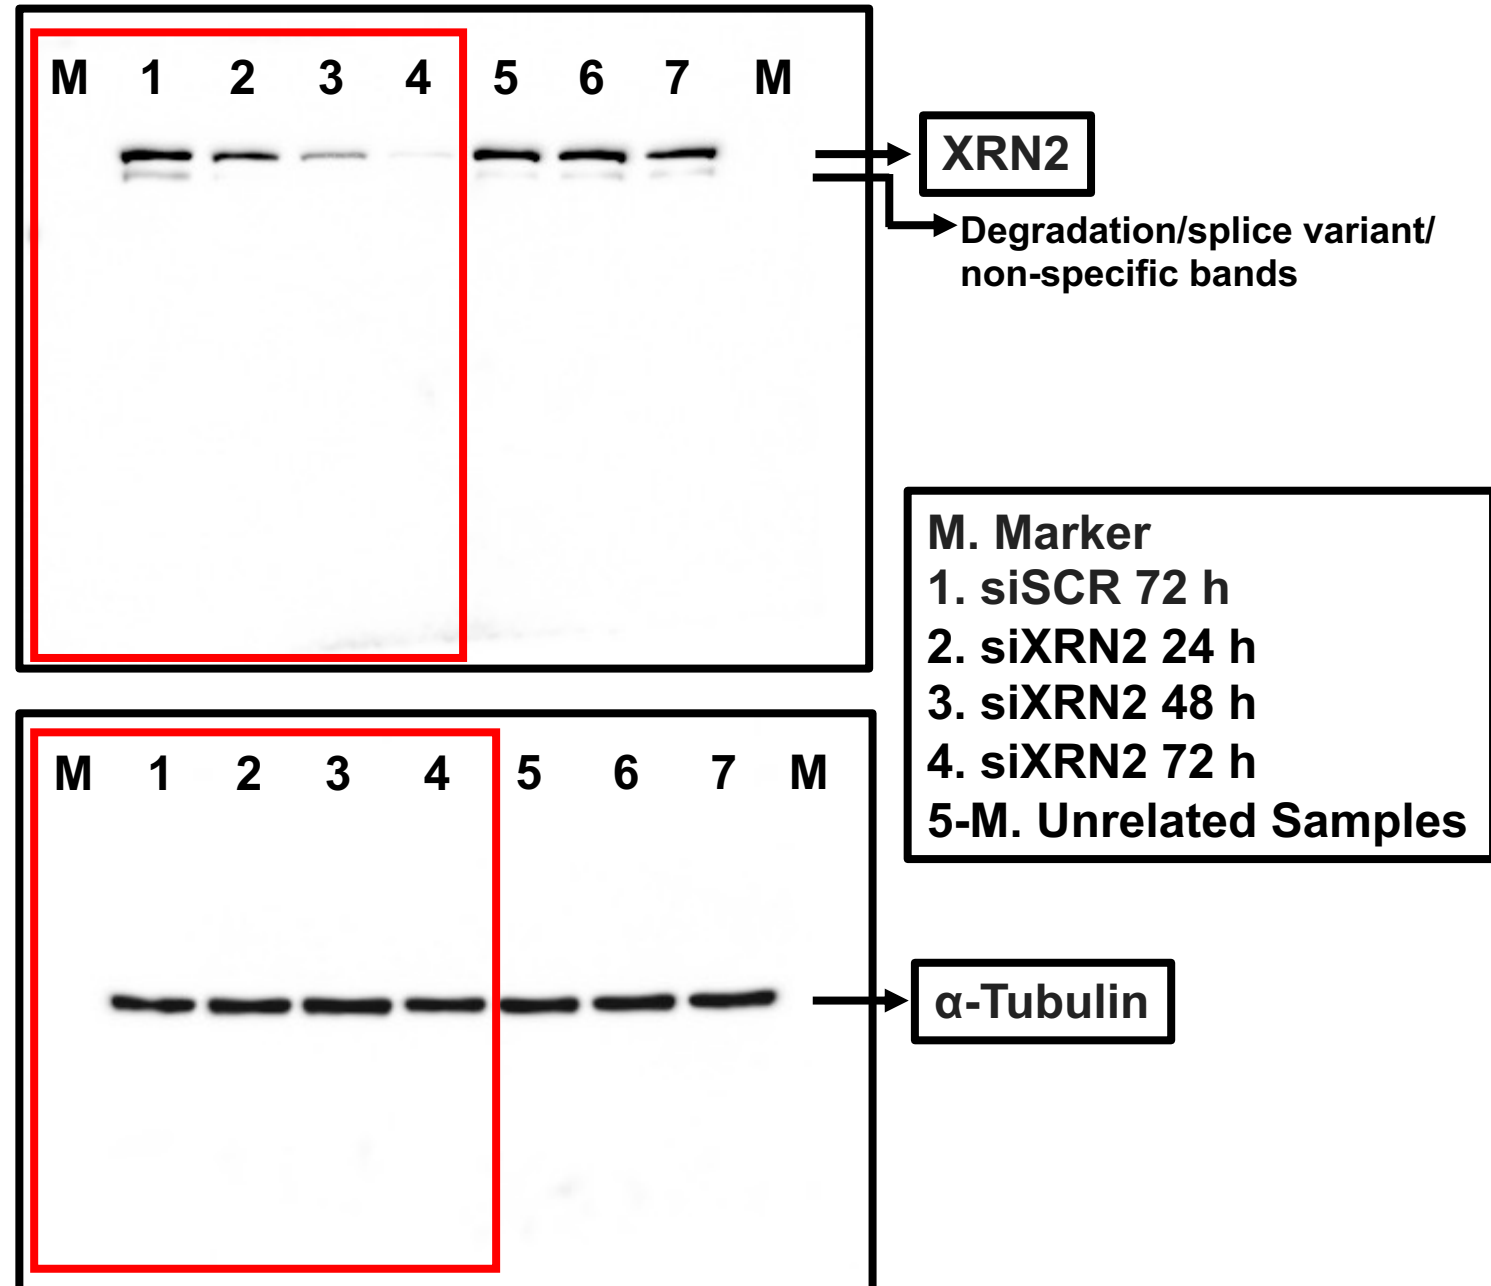 M 1 2 3 4 5 6 7 M
XRN2
Degradation/splice variant/
non-specific bands
M. Marker
1. siSCR 72 h
2. siXRN2 24 h
3. siXRN2 48 h
4. siXRN2 72 h
5-M. Unrelated Samples
M 1 2 3 4 5 6 7 M
α-Tubulin